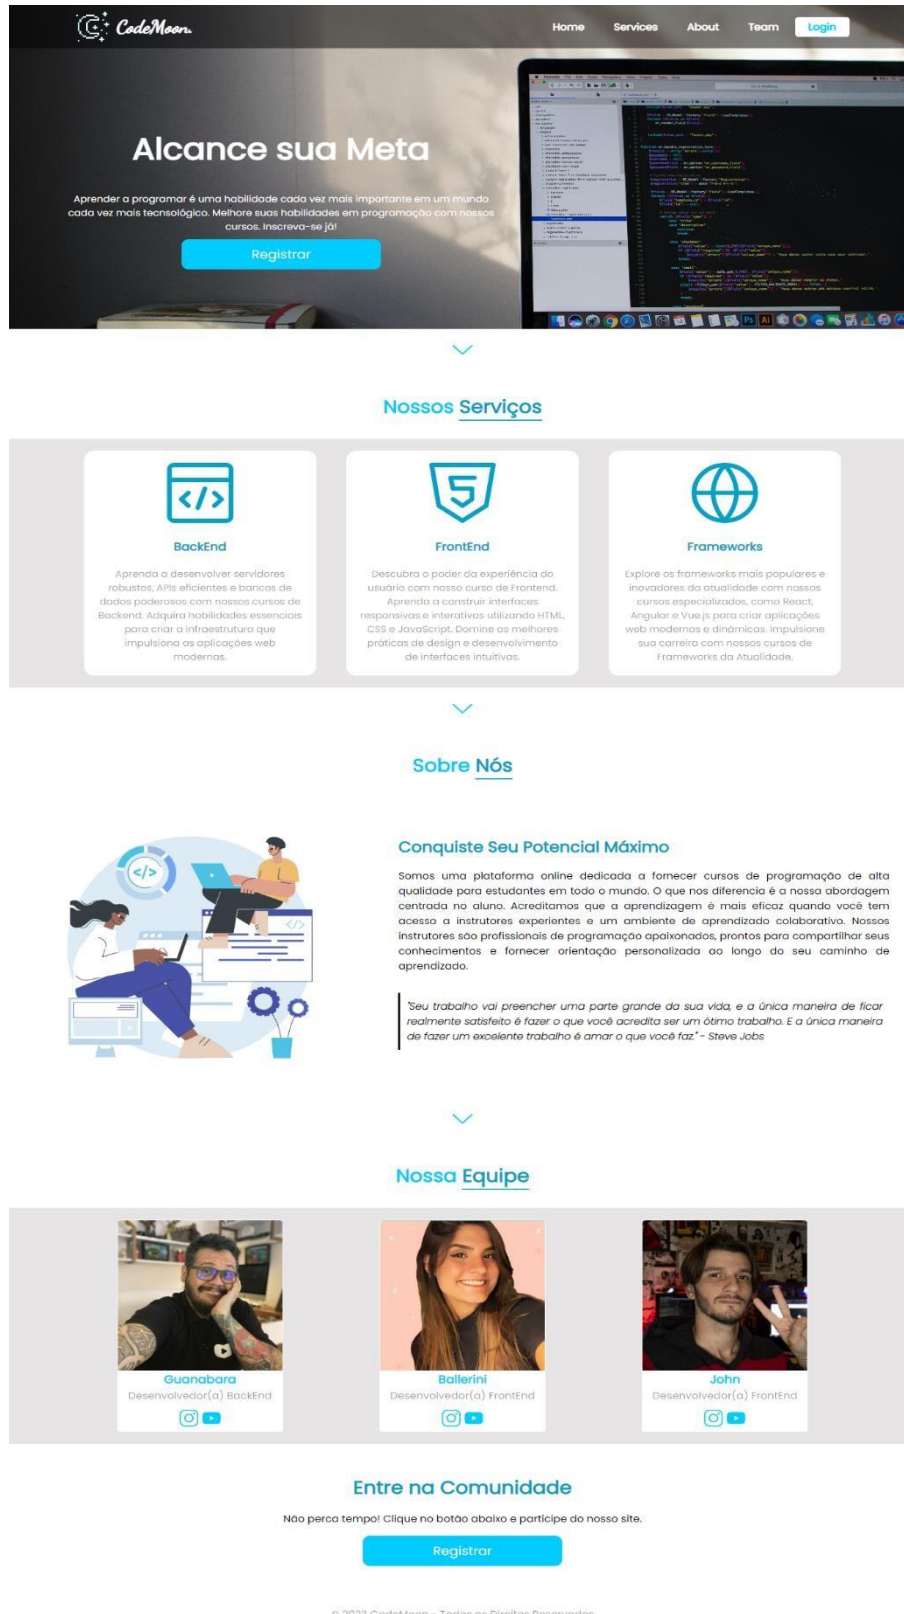 CodeMoon.
Home Services About Team Login
Alcance sua Meta
Aprender a programar é uma habilidade cada vez mais importante em um mundo
cada vez mais tecnsológico. Melhore suas habilidades em programação com nossos
cursos. Inscreva-se já!
Registrar
Nossos Serviços
BackEnd
Aprenda a desenvolver servidores
robustos, APIs eficientes e bancos de
dados poderosos com nossos cursos de
Backend. Adquira habilidades essenciais
para criar a infraestrutura que
impulsiona as aplicações web
modernas.
FrontEnd
Descubra o poder da experiência do
usuário com nosso curso de Frontend.
Aprenda a construir interfaces
responsivas e interativas utilizando HTML,
CSS e JavaScript. Domine as melhores
práticas de design e desenvolvimento
de interfaces intuitivas.
Frameworks
Explore os frameworks mais populares e
inovadores da atualidade com nossos
cursos especializados, como React,
Angular e Vue.js para criar aplicações
web modernas e dinâmicas. Impulsione
sua carreira com nossos cursos de
Frameworks da Atualidade.
Sobre Nós
Conquiste Seu Potencial Máximo
Somos uma plataforma online dedicada a fornecer cursos de programação de alta
qualidade para estudantes em todo o mundo. O que nos diferencia é a nossa abordagem
centrada no aluno. Acreditamos que a aprendizagem é mais eficaz quando você tem
acesso a instrutores experientes e um ambiente de aprendizado colaborativo. Nossos
instrutores são profissionais de programação apaixonados, prontos para compartilhar seus
conhecimentos e fornecer orientação personalizada ao longo do seu caminho de
aprendizado.
"Seu trabalho vai preencher uma parte grande da sua vida, e a única maneira de ficar
realmente satisfeito é fazer o que você acredita ser um ótimo trabalho. E a única maneira
de fazer um excelente trabalho é amar o que você faz." - Steve Jobs
Nossa Equipe
Guanabara
Desenvolvedor(a) BackEnd
Ballerini
Desenvolvedor(a) FrontEnd
John
Desenvolvedor(a) FrontEnd
Entre na Comunidade
Não perca tempo! Clique no botão abaixo e participe do nosso site.
Registrar
© 2023 CodeMoon - Todos os Direitos Reservados